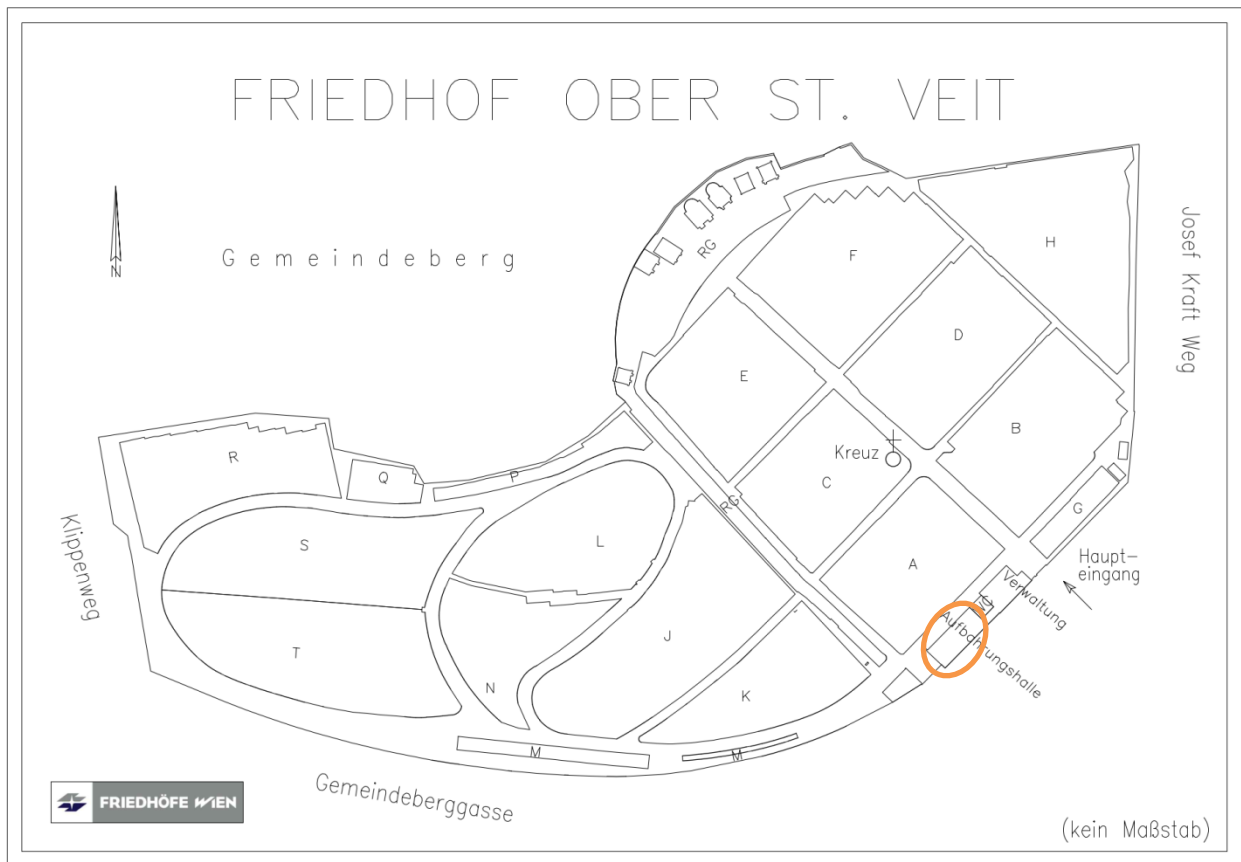 FRIEDHOF OBER ST. VEIT
Gemeindeberg
N
Josef Kraft Weg
RG
F
H
D
E
B
Kreuz
C
RG
G
A
Haupt-
eingang
Verwaltung
Aufbahrungshalle
R
Q
P
Klippenweg
S
L
T
J
N
K
M
M
Gemeindeberggasse
FRIEDHÖFE WIEN
(kein Maßstab)